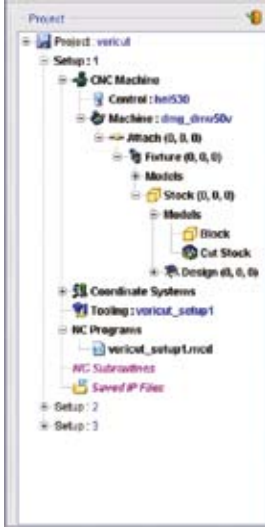 Project
Project: vericut
Setup: 1
CNC Machine
Control: hei530
Machine: dmg_dmu50v
Attach (0, 0, 0)
Fixture (0, 0, 0)
Models
Stock (0, 0, 0)
Models
Block
Cut Stock
Design (0, 0, 0)
Coordinate Systems
Tooling: vericut_setup1
NC Programs
vericut_setup1.mcd
NC Subroutines
Saved IP Files
Setup: 2
Setup: 3